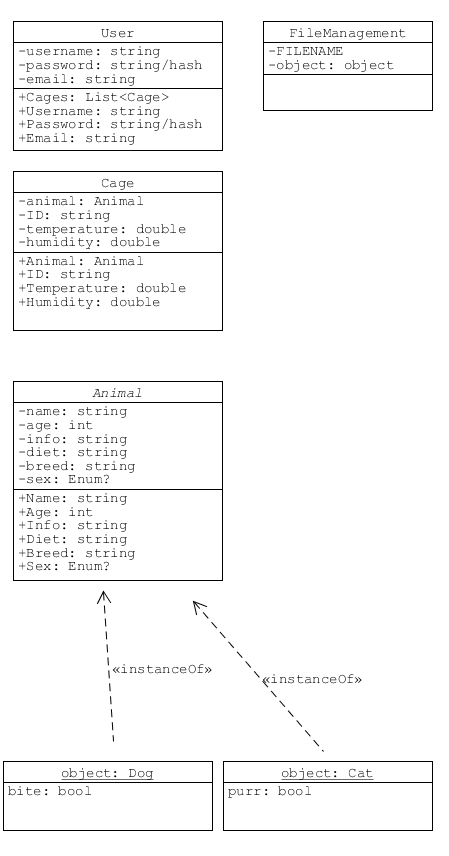 User
-username: string
-password: string/hash
-email: string
+Cages: List<Cage>
+Username: string
+Password: string/hash
+Email: string
FileManagement
-FILENAME
-object: object
Cage
-animal: Animal
-ID: string
-temperature: double
-humidity: double
+Animal: Animal
+ID: string
+Temperature: double
+Humidity: double
Animal
-name: string
-age: int
-info: string
-diet: string
-breed: string
-sex: Enum?
+Name: string
+Age: int
+Info: string
+Diet: string
+Breed: string
+Sex: Enum?
«instanceOf»
«instanceOf»
object: Dog
bite: bool
object: Cat
purr: bool